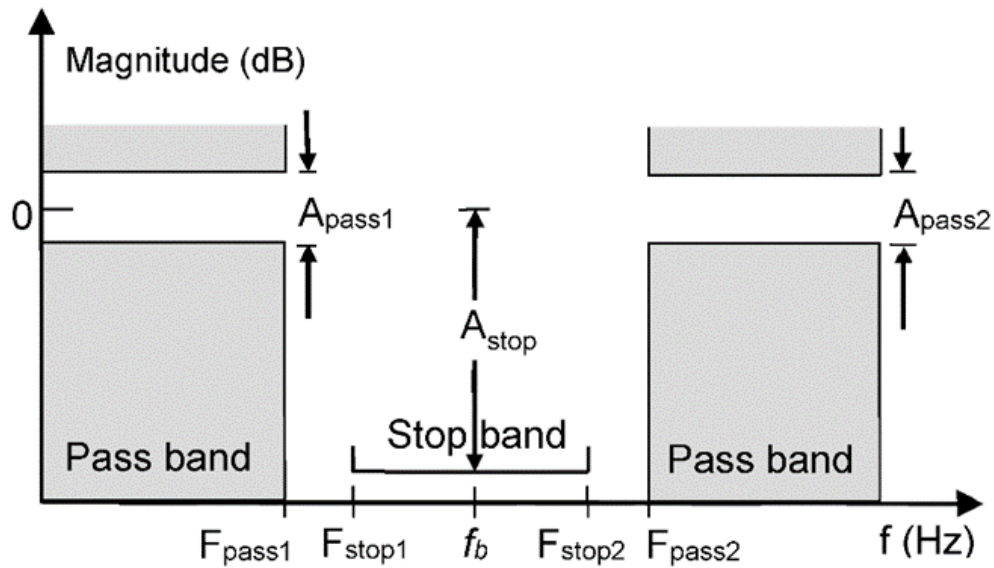 Magnitude (dB)
0
Apass1
Apass2
Astop
Stop band
Pass band
Pass band
Fpass1 Fstop1 fb Fstop2 Fpass2 f (Hz)